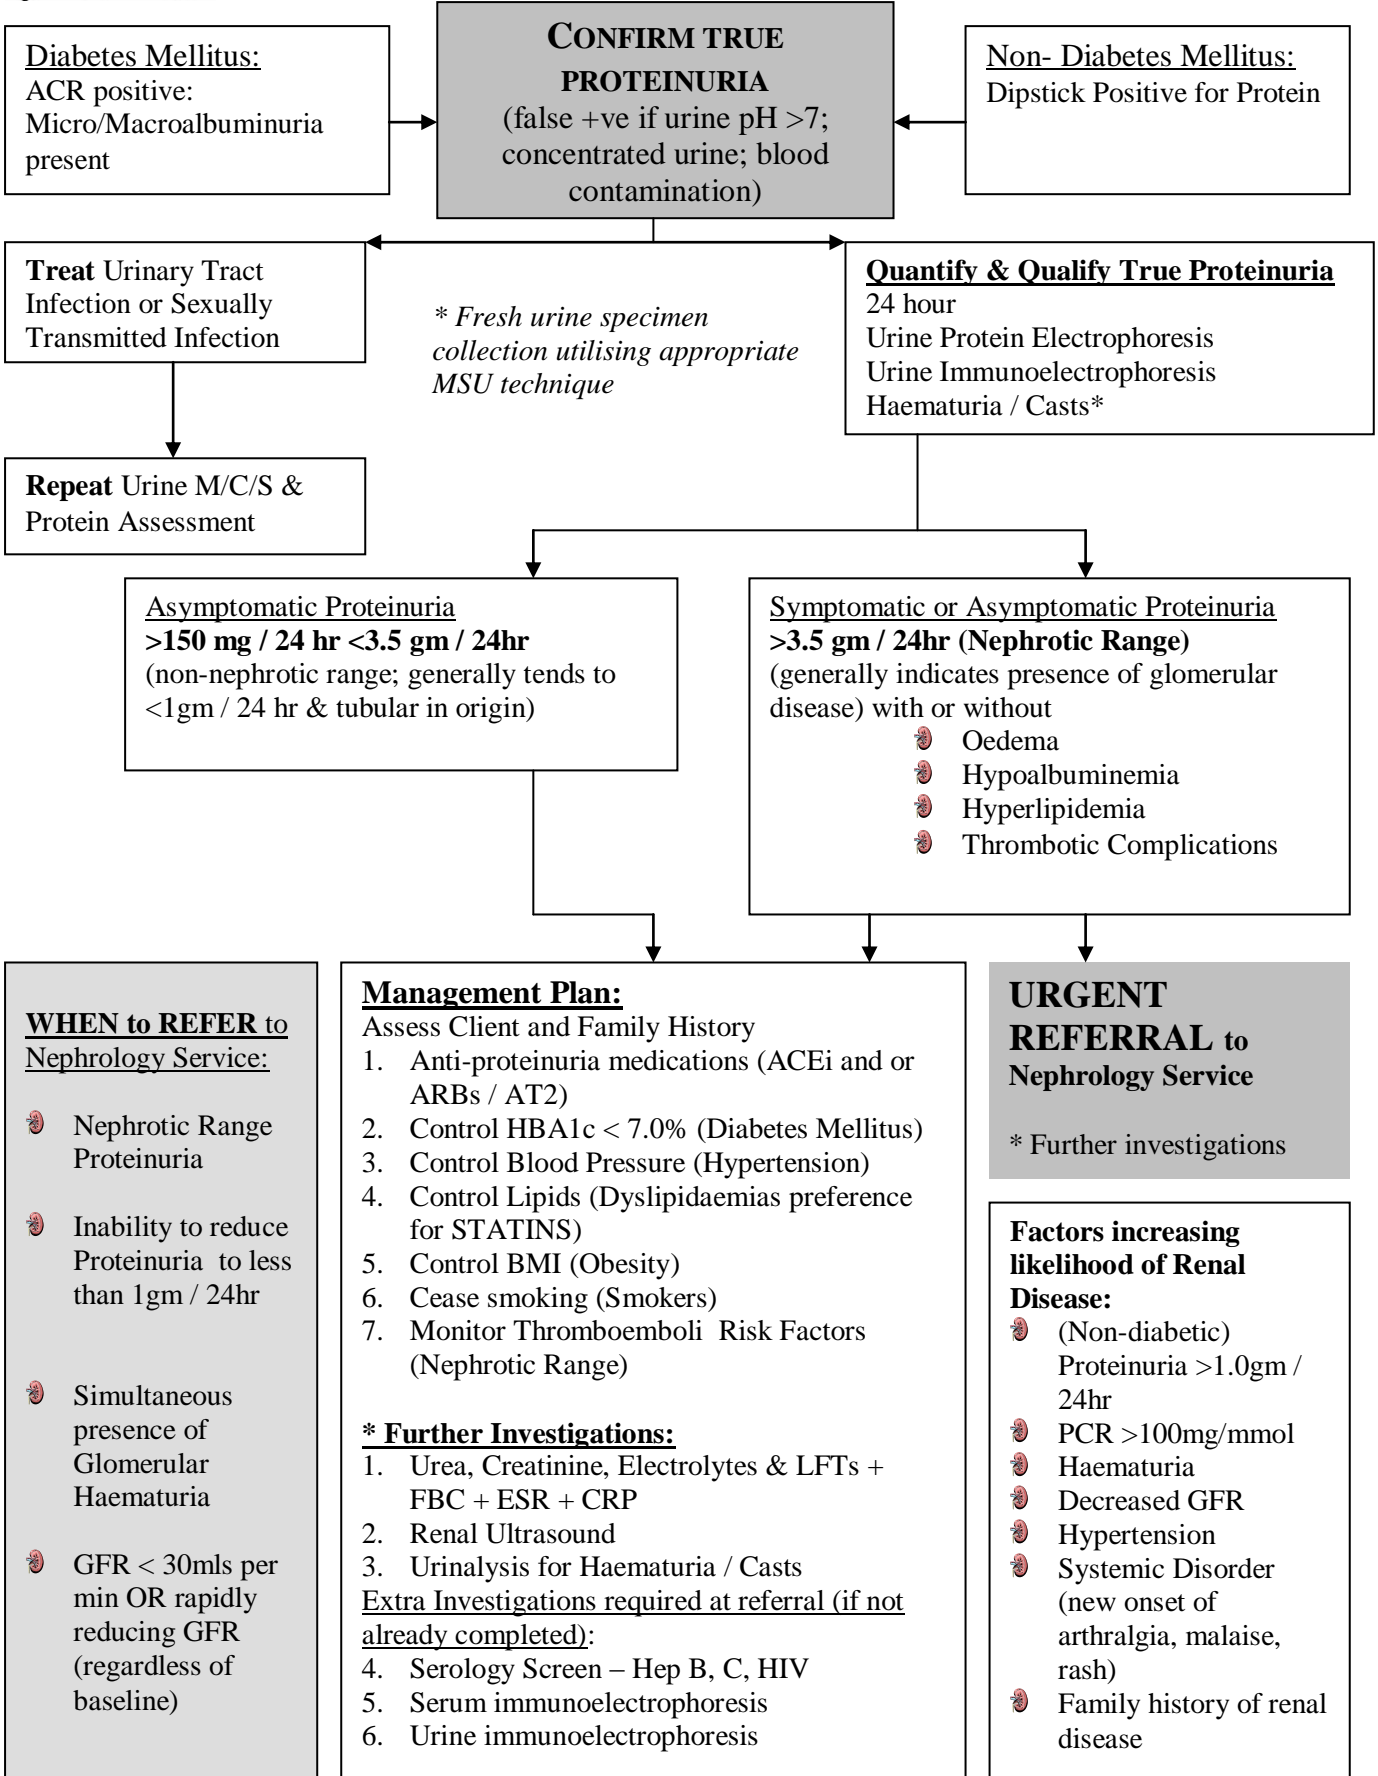 Diabetes Mellitus:
ACR positive:
Micro/Macroalbuminuria
present
CONFIRM TRUE
PROTEINURIA
(false +ve if urine pH >7;
concentrated urine; blood
contamination)
Non- Diabetes Mellitus:
Dipstick Positive for Protein
Treat Urinary Tract
Infection or Sexually
Transmitted Infection
* Fresh urine specimen
collection utilising appropriate
MSU technique
Quantify & Qualify True Proteinuria
24 hour
Urine Protein Electrophoresis
Urine Immunoelectrophoresis
Haematuria / Casts*
Repeat Urine M/C/S &
Protein Assessment
Asymptomatic Proteinuria
>150 mg / 24 hr <3.5 gm / 24hr
(non-nephrotic range; generally tends to
<1gm / 24 hr & tubular in origin)
Symptomatic or Asymptomatic Proteinuria
>3.5 gm / 24hr (Nephrotic Range)
(generally indicates presence of glomerular
disease) with or without
Oedema
Hypoalbuminemia
Hyperlipidemia
Thrombotic Complications
WHEN to REFER to
Nephrology Service:
Nephrotic Range
Proteinuria
Inability to reduce
Proteinuria to less
than 1gm / 24hr
Simultaneous
presence of
Glomerular
Haematuria
GFR < 30mls per
min OR rapidly
reducing GFR
(regardless of
baseline)
Management Plan:
Assess Client and Family History
1. Anti-proteinuria medications (ACEi and or
ARBs / AT2)
2. Control HBA1c < 7.0% (Diabetes Mellitus)
3. Control Blood Pressure (Hypertension)
4. Control Lipids (Dyslipidaemias preference
for STATINS)
5. Control BMI (Obesity)
6. Cease smoking (Smokers)
7. Monitor Thromboemboli Risk Factors
(Nephrotic Range)
* Further Investigations:
1. Urea, Creatinine, Electrolytes & LFTs +
FBC + ESR + CRP
2. Renal Ultrasound
3. Urinalysis for Haematuria / Casts
Extra Investigations required at referral (if not
already completed):
4. Serology Screen – Hep B, C, HIV
5. Serum immunoelectrophoresis
6. Urine immunoelectrophoresis
URGENT
REFERRAL to
Nephrology Service
* Further investigations
Factors increasing
likelihood of Renal
Disease:
(Non-diabetic)
Proteinuria >1.0gm /
24hr
PCR >100mg/mmol
Haematuria
Decreased GFR
Hypertension
Systemic Disorder
(new onset of
arthralgia, malaise,
rash)
Family history of renal
disease